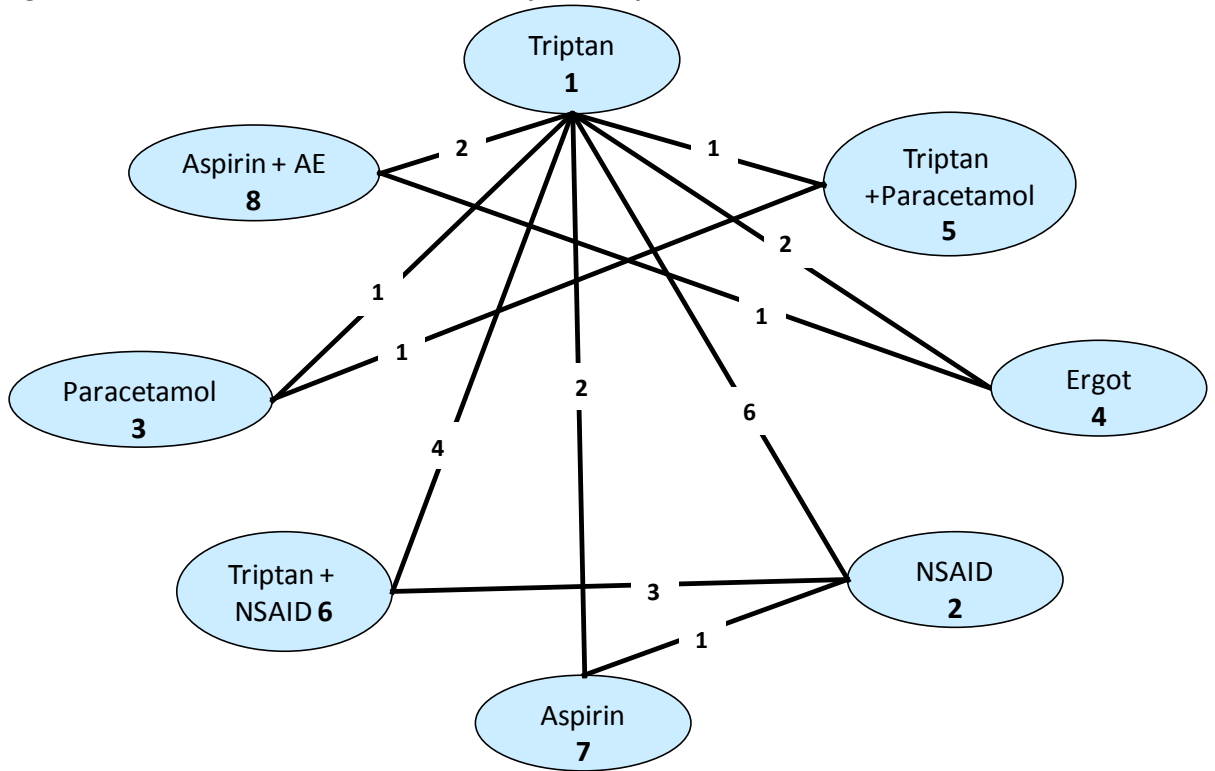 Triptan
1
2
1
Aspirin + AE
8
Triptan
+Paracetamol
5
2
1
1
1
Paracetamol
3
2
6
Ergot
4
4
Triptan +
NSAID 6
3
NSAID
2
1
Aspirin
7